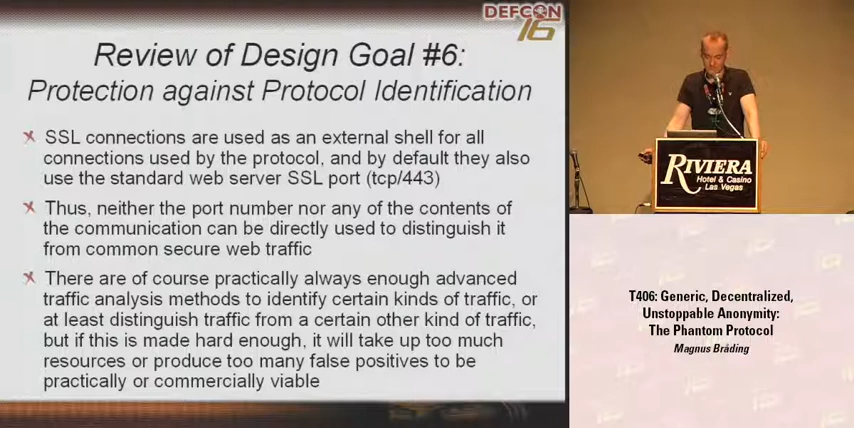 DEFCON
16
Review of Design Goal #6:
Protection against Protocol Identification
SSL connections are used as an external shell for all
connections used by the protocol, and by default they also
use the standard web server SSL port (tcp/443)
Thus, neither the port number nor any of the contents of
the communication can be directly used to distinguish it
from common secure web traffic
There are of course practically always enough advanced
traffic analysis methods to identify certain kinds of traffic, or
at least distinguish traffic from a certain other kind of traffic,
but if this is made hard enough, it will take up too much
resources or produce too many false positives to be
practically or commercially viable
RIVIERA
Hotel & Casino
Las Vegas
T406: Generic, Decentralized,
Unstoppable Anonymity:
The Phantom Protocol
Magnus Bråding